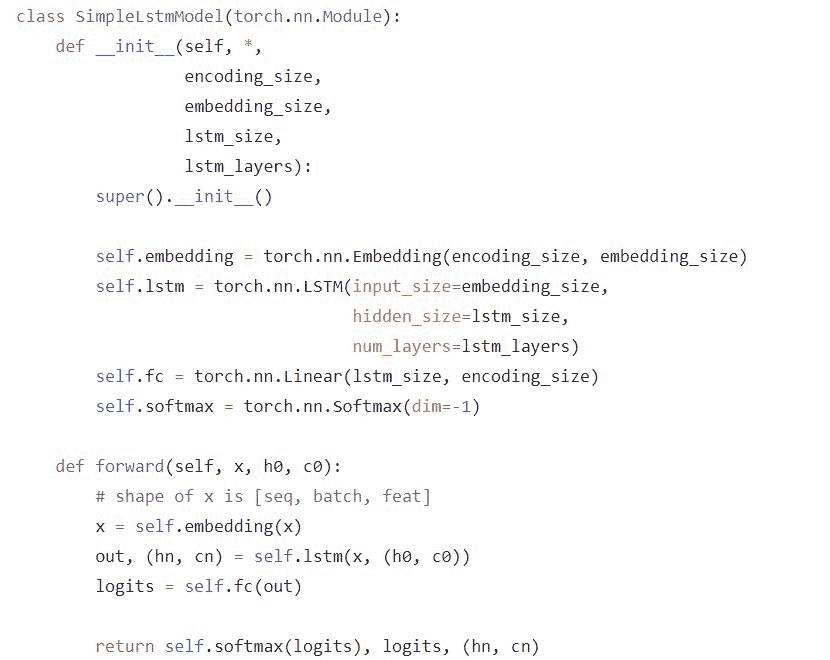 class SimpleLstmModel(torch.nn.Module):
    def __init__(self, *,
                 encoding_size,
                 embedding_size,
                 lstm_size,
                 lstm_layers):
        super().__init__()

        self.embedding = torch.nn.Embedding(encoding_size, embedding_size)
        self.lstm = torch.nn.LSTM(input_size=embedding_size,
                                  hidden_size=lstm_size,
                                  num_layers=lstm_layers)
        self.fc = torch.nn.Linear(lstm_size, encoding_size)
        self.softmax = torch.nn.Softmax(dim=-1)

    def forward(self, x, h0, c0):
        # shape of x is [seq, batch, feat]
        x = self.embedding(x)
        out, (hn, cn) = self.lstm(x, (h0, c0))
        logits = self.fc(out)

        return self.softmax(logits), logits, (hn, cn)